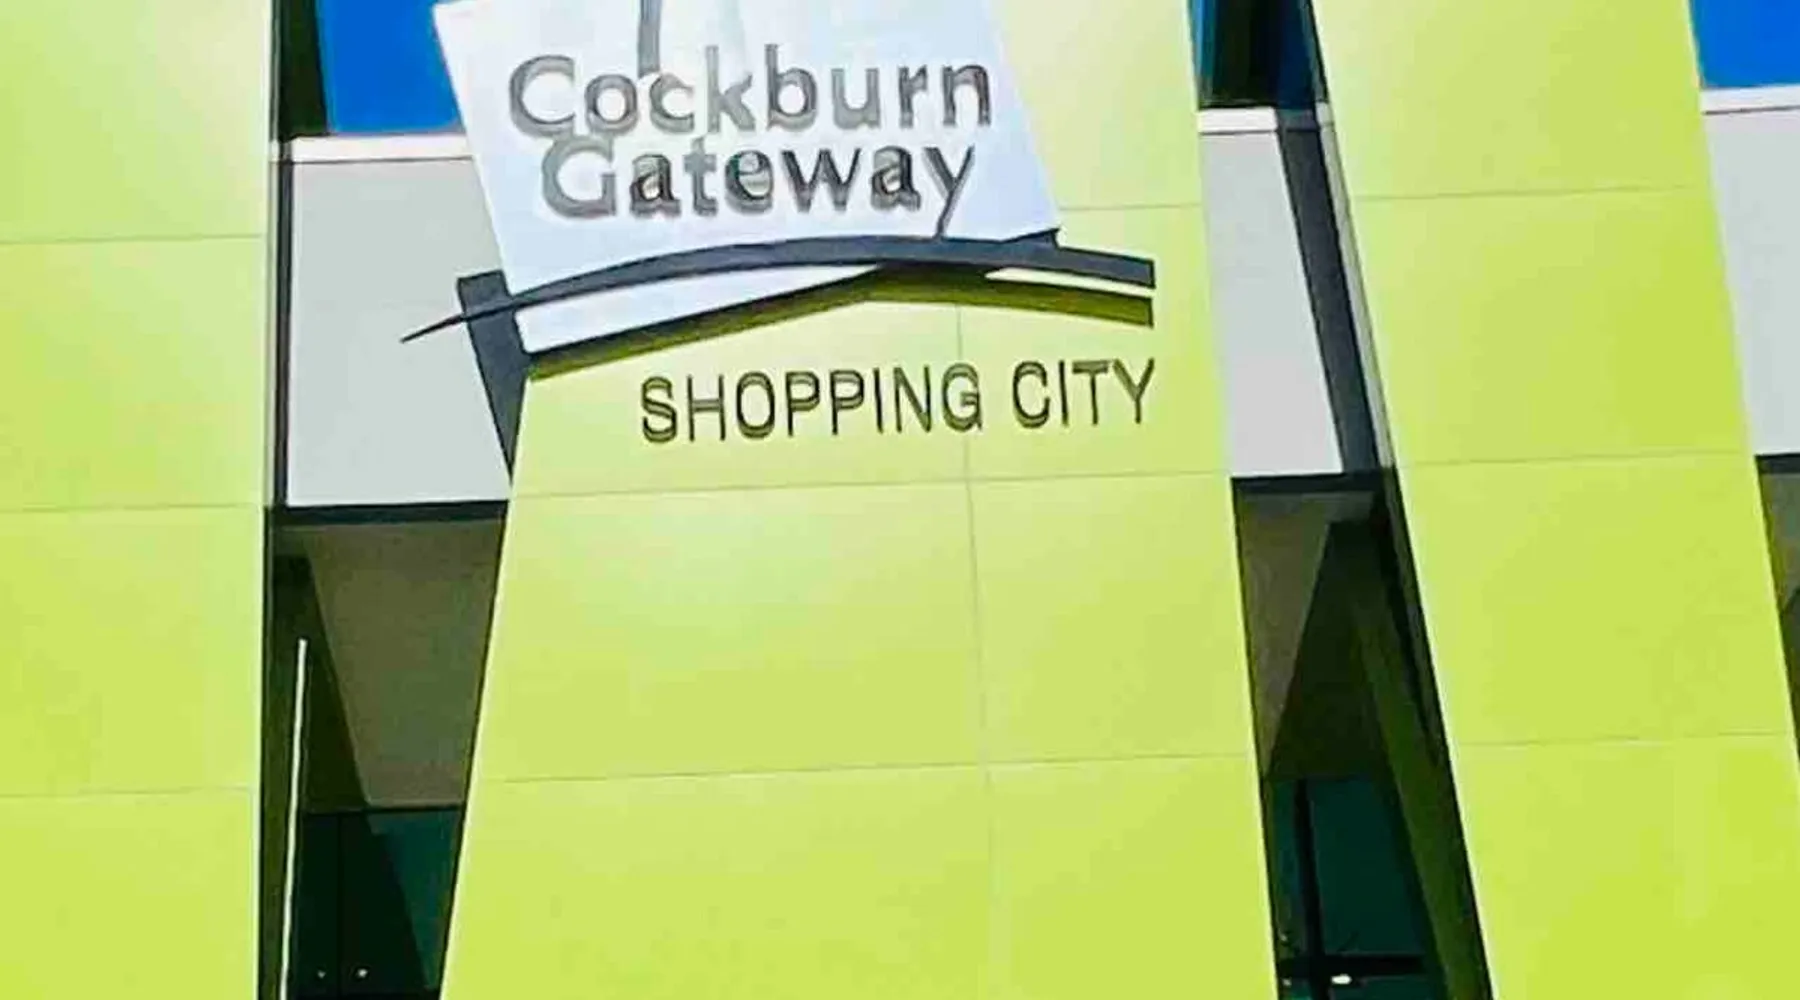 Cockburn
Gateway
SHOPPING CITY